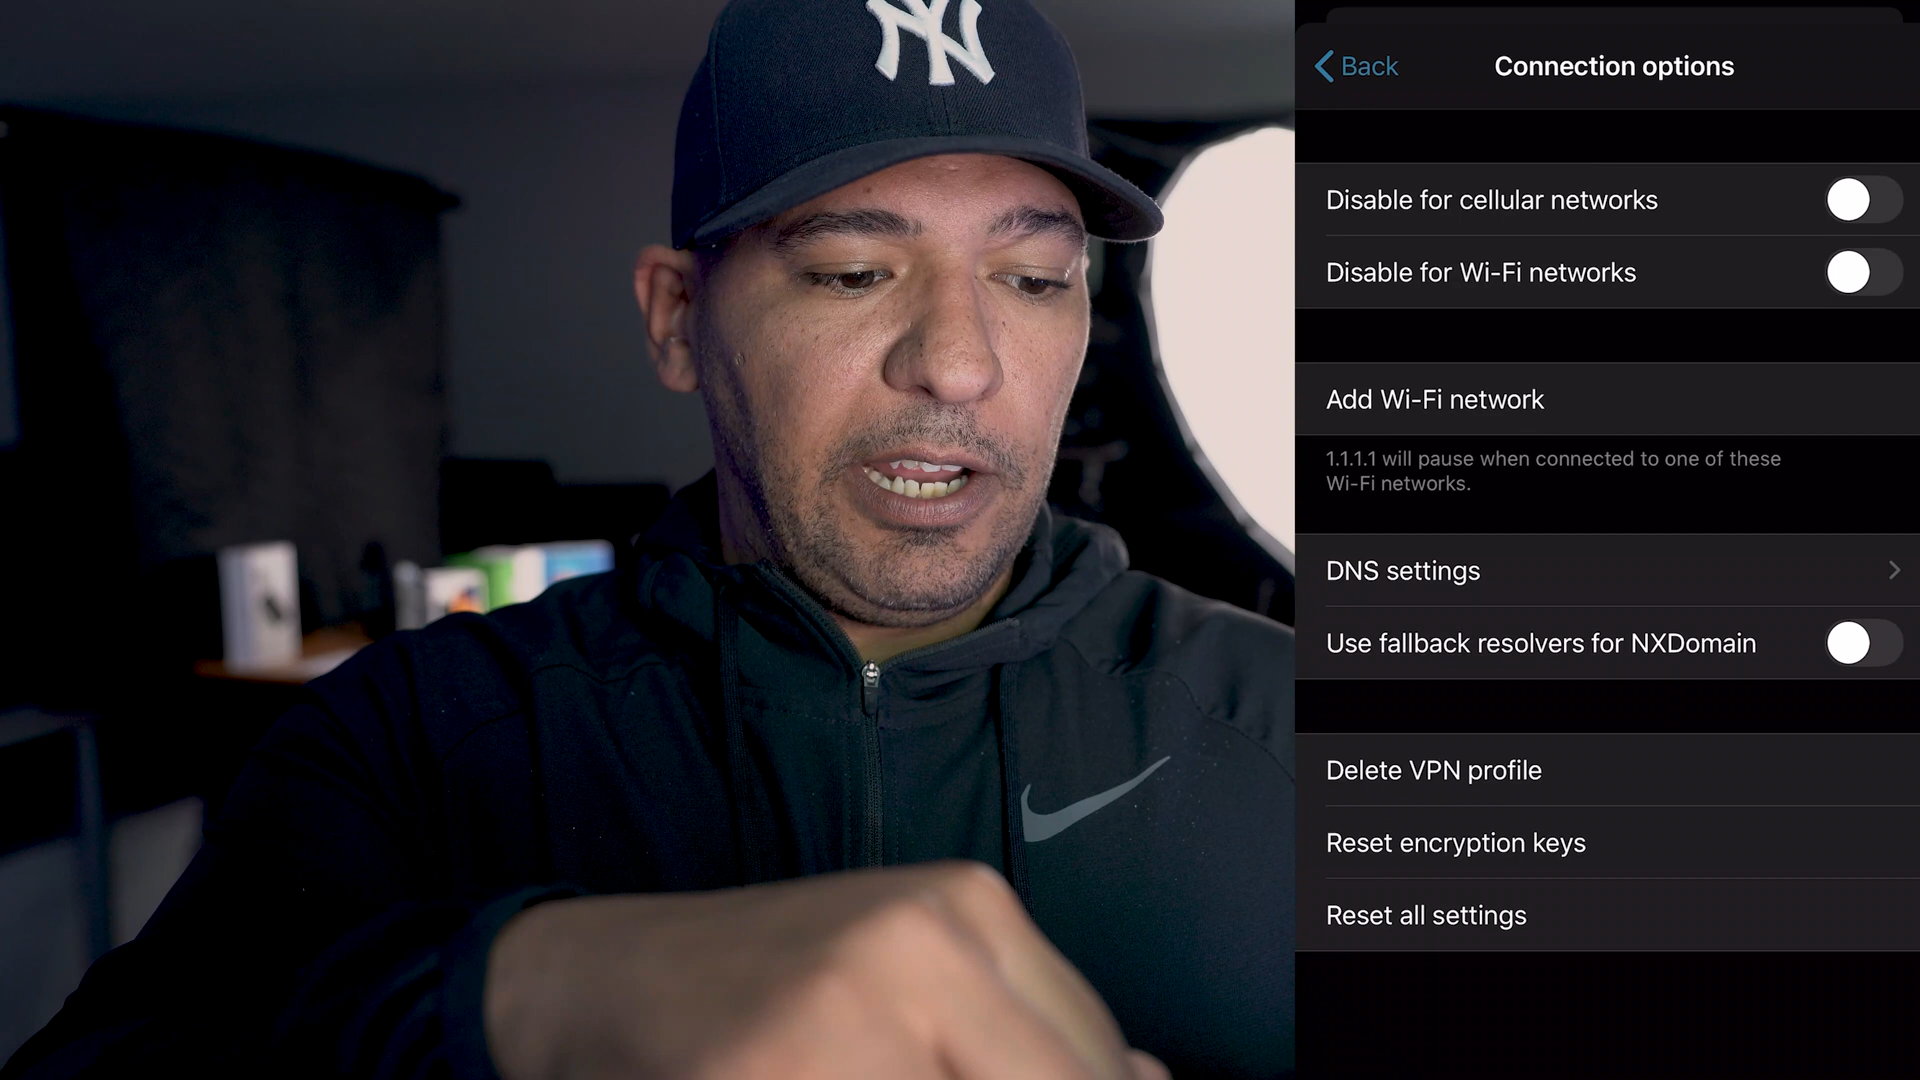 NY
Back
Connection options
Disable for cellular networks
Disable for Wi-Fi networks
Add Wi-Fi network
1.1.1.1 will pause when connected to one of these
Wi-Fi networks.
DNS settings
Use fallback resolvers for NXDomain
Delete VPN profile
Reset encryption keys
Reset all settings